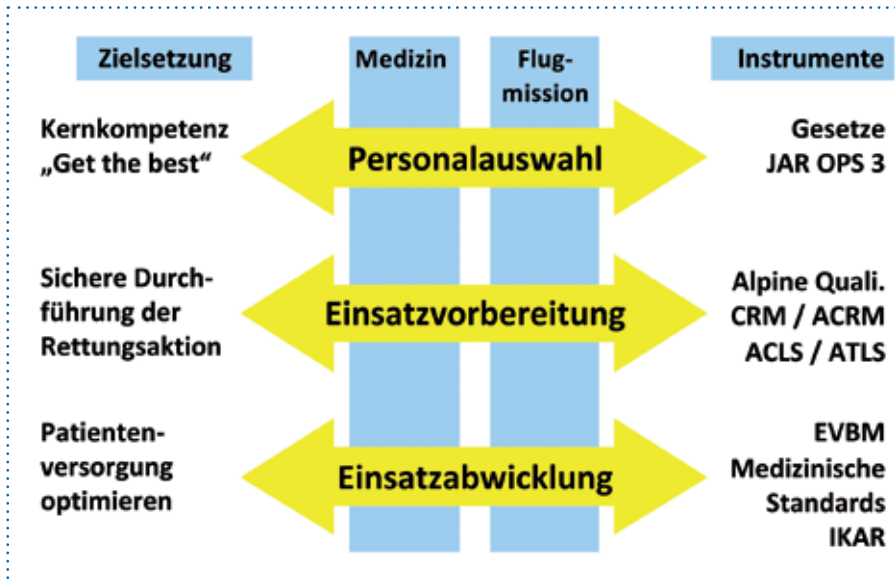 Zielsetzung
Medizin
Flug-
mission
Instrumente
Kernkompetenz
„Get the best“
Personalauswahl
Gesetze
JAR OPS 3
Sichere Durch-
führung der
Rettungsaktion
Einsatzvorbereitung
Alpine Quali.
CRM / ACRM
ACLS / ATLS
Patienten-
versorgung
optimieren
Einsatzabwicklung
EVBM
Medizinische
Standards
IKAR